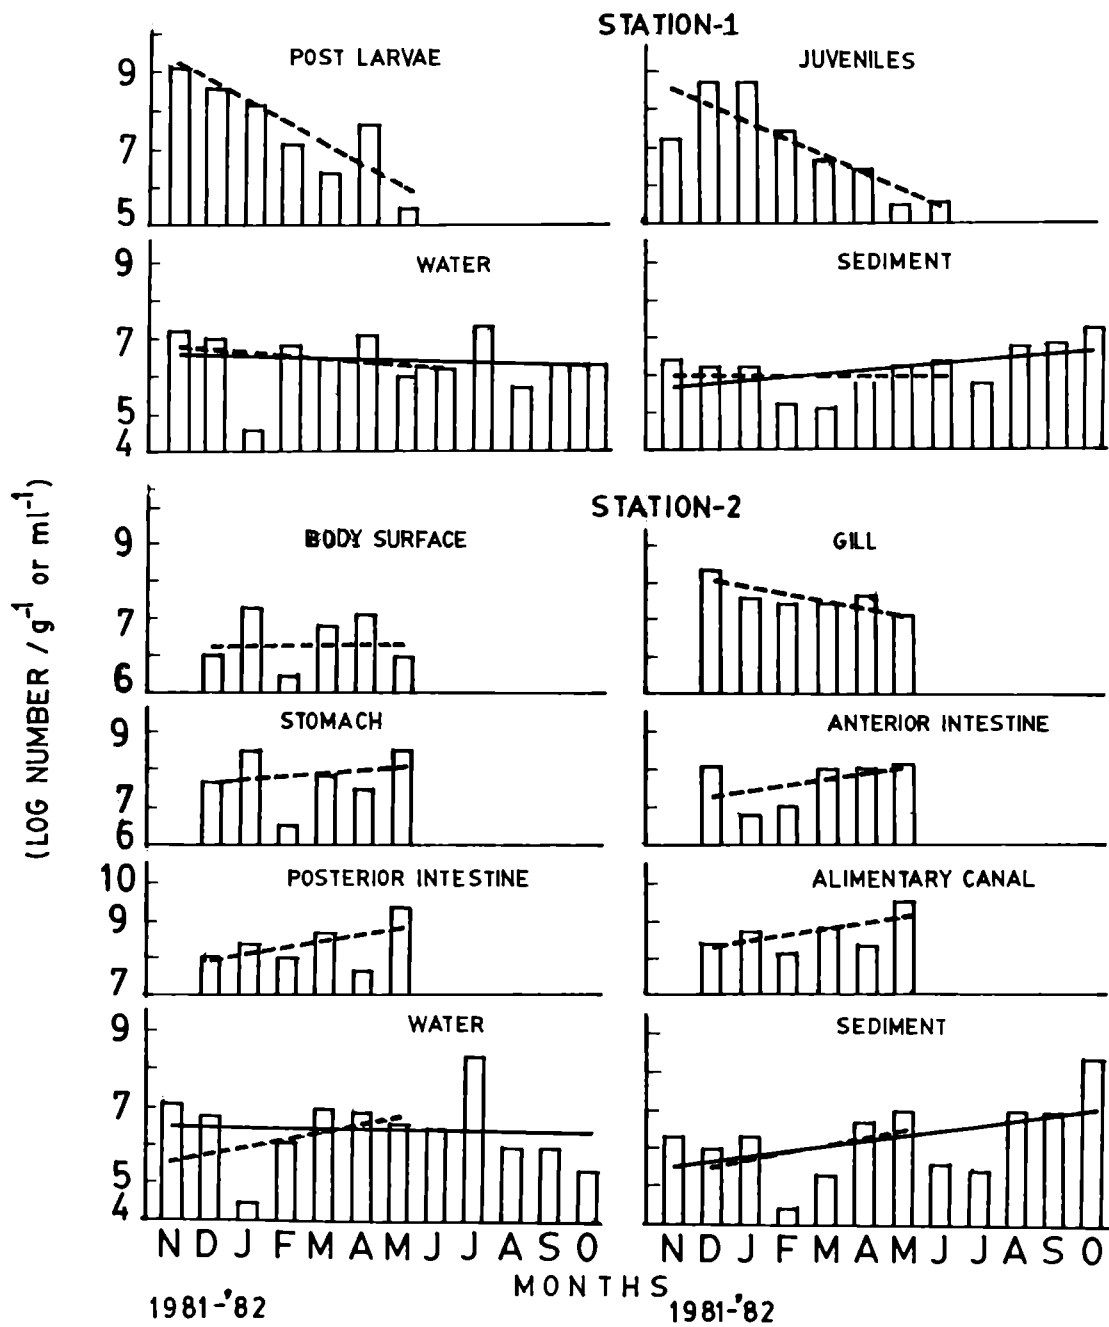 STATION-1
POST LARVAE
JUVENILES
9
7
5
WATER
SEDIMENT
9
7
5
4
STATION-2
BODY SURFACE
GILL
9
7
6
STOMACH
ANTERIOR INTESTINE
9
7
6
POSTERIOR INTESTINE
ALIMENTARY CANAL
10
9
7
WATER
SEDIMENT
9
7
5
4
N D J F M A M J J A S O
N D J F M A M J J A S O
MONTHS
1981-'82
1981-'82
(LOG NUMBER / g⁻¹ or ml⁻¹)